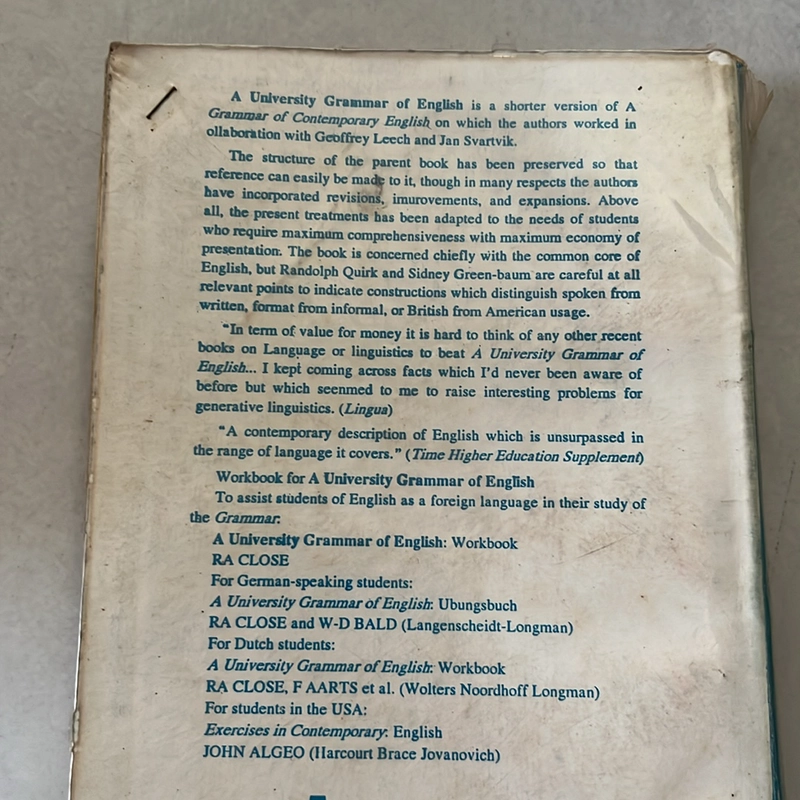 A University Grammar of English is a shorter version of A
Grammar of Contemporary English on which the authors worked in
ollaboration with Geoffrey Leech and Jan Svartvik.
The structure of the parent book has been preserved so that
reference can easily be made to it, though in many respects the authors
have incorporated revisions, imurovements, and expansions. Above
all, the present treatments has been adapted to the needs of students
who require maximum comprehensiveness with maximum economy of
presentation. The book is concerned chiefly with the common core of
English, but Randolph Quirk and Sidney Green-baum are careful at all
relevant points to indicate constructions which distinguish spoken from
written, format from informal, or British from American usage.
"In term of value for money it is hard to think of any other recent
books on Language or linguistics to beat A University Grammar of
English... I kept coming across facts which I'd never been aware of
before but which seenmed to me to raise interesting problems for
generative linguistics. (Lingua)
"A contemporary description of English which is unsurpassed in
the range of language it covers." (Time Higher Education Supplement)
Workbook for A University Grammar of English
To assist students of English as a foreign language in their study of
the Grammar.
A University Grammar of English: Workbook
RA CLOSE
For German-speaking students:
A University Grammar of English: Ubungsbuch
RA CLOSE and W-D BALD (Langenscheidt-Longman)
For Dutch students:
A University Grammar of English: Workbook
RA CLOSE, F AARTS et al. (Wolters Noordhoff Longman)
For students in the USA:
Exercises in Contemporary: English
JOHN ALGEO (Harcourt Brace Jovanovich)